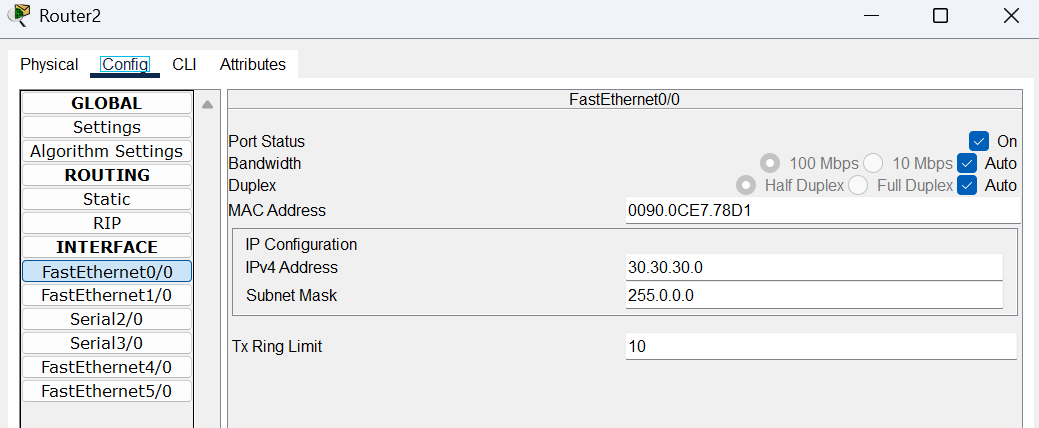 Router2
Physical Config CLI Attributes
GLOBAL
Settings
Algorithm Settings
ROUTING
Static
RIP
INTERFACE
FastEthernet0/0
FastEthernet1/0
Serial2/0
Serial3/0
FastEthernet4/0
FastEthernet5/0
FastEthernet0/0
Port Status On
Bandwidth 100 Mbps 10 Mbps Auto
Duplex Half Duplex Full Duplex Auto
MAC Address 0090.0CE7.78D1
IP Configuration
IPv4 Address 30.30.30.0
Subnet Mask 255.0.0.0
Tx Ring Limit 10